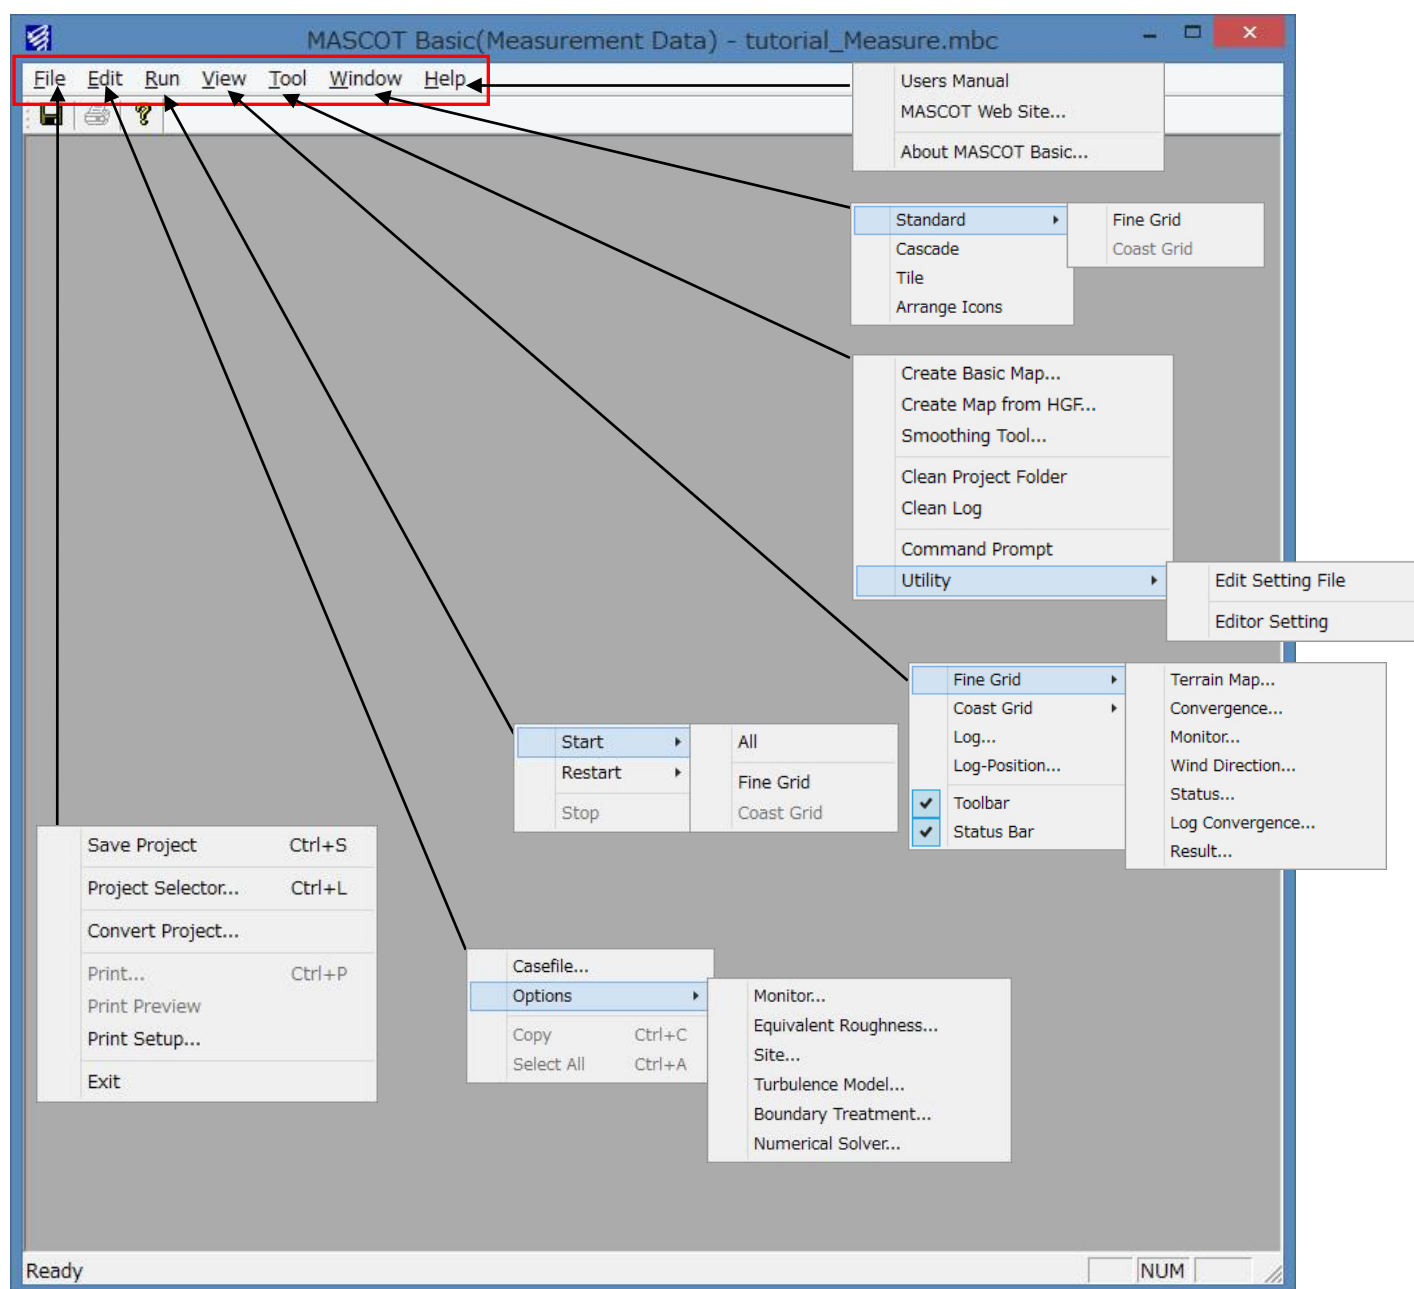 MASCOT Basic(Measurement Data) - tutorial_Measure.mbc
File Edit Run View Tool Window Help
Users Manual
MASCOT Web Site...
About MASCOT Basic...
Standard
Cascade
Tile
Arrange Icons
Fine Grid
Coast Grid
Create Basic Map...
Create Map from HGF...
Smoothing Tool...
Clean Project Folder
Clean Log
Command Prompt
Utility
Edit Setting File
Editor Setting
Fine Grid
Coast Grid
Log...
Log-Position...
Toolbar
Status Bar
Terrain Map...
Convergence...
Monitor...
Wind Direction...
Status...
Log Convergence...
Result...
Start
Restart
Stop
All
Fine Grid
Coast Grid
Save Project Ctrl+S
Project Selector... Ctrl+L
Convert Project...
Print... Ctrl+P
Print Preview
Print Setup...
Exit
Casefile...
Options
Copy Ctrl+C
Select All Ctrl+A
Monitor...
Equivalent Roughness...
Site...
Turbulence Model...
Boundary Treatment...
Numerical Solver...
Ready NUM